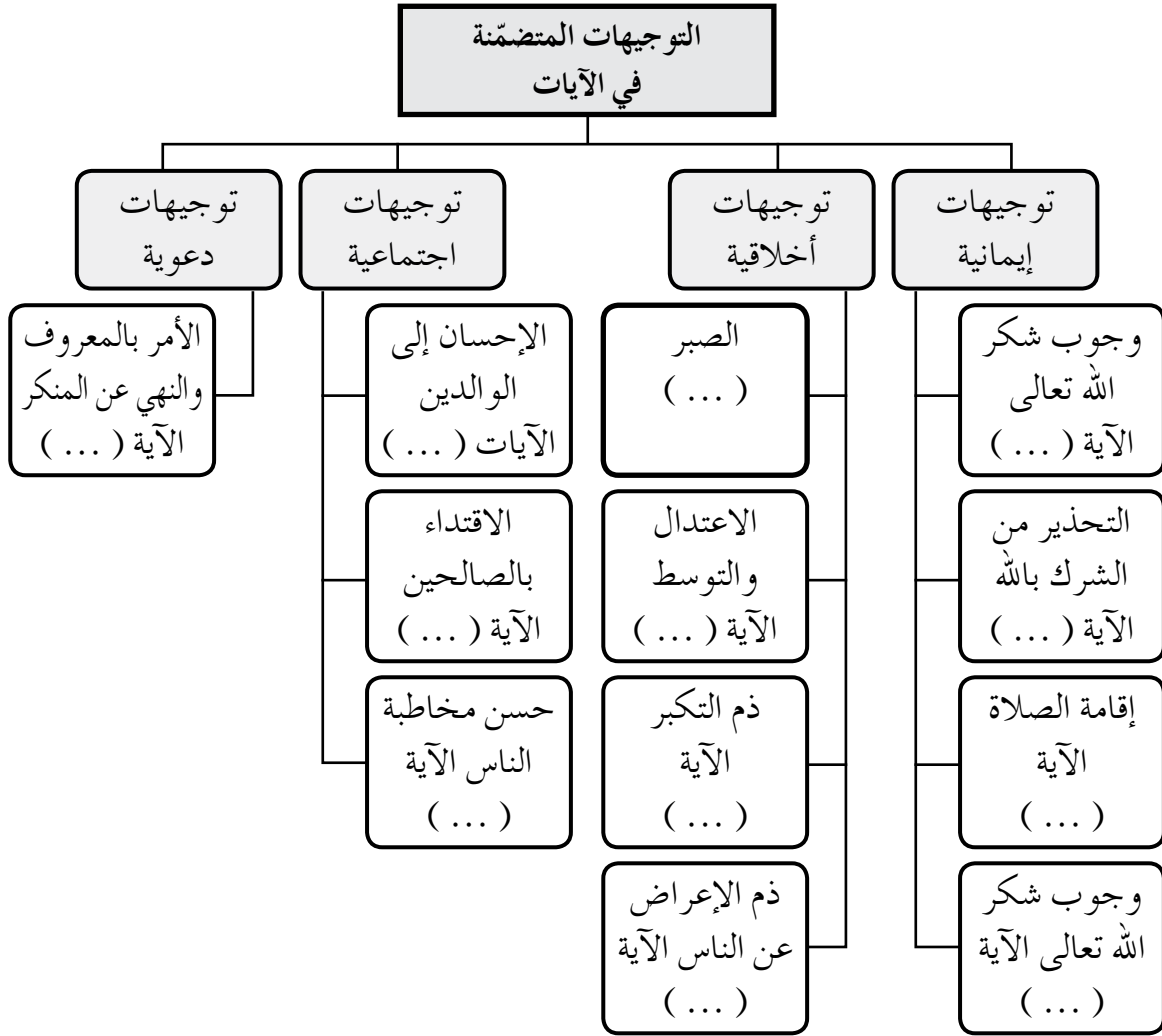 التوجيهات المتضمّنة
في الآيات
توجيهات
إيمانية
وجوب شكر
الله تعالى
الآية ( ... )
التحذير من
الشرك بالله
الآية ( ... )
إقامة الصلاة
الآية
( ... )
وجوب شكر
الله تعالى الآية
( ... )
توجيهات
أخلاقية
الصبر
( ... )
الاعتدال
والتوسط
الآية ( ... )
ذم التكبر
الآية
( ... )
ذم الإعراض
عن الناس الآية
( ... )
توجيهات
اجتماعية
الإحسان إلى
الوالدين
الآيات ( ... )
الاقتداء
بالصالحين
الآية ( ... )
حسن مخاطبة
الناس الآية
( ... )
توجيهات
دعوية
الأمر بالمعروف
والنهي عن المنكر
الآية ( ... )